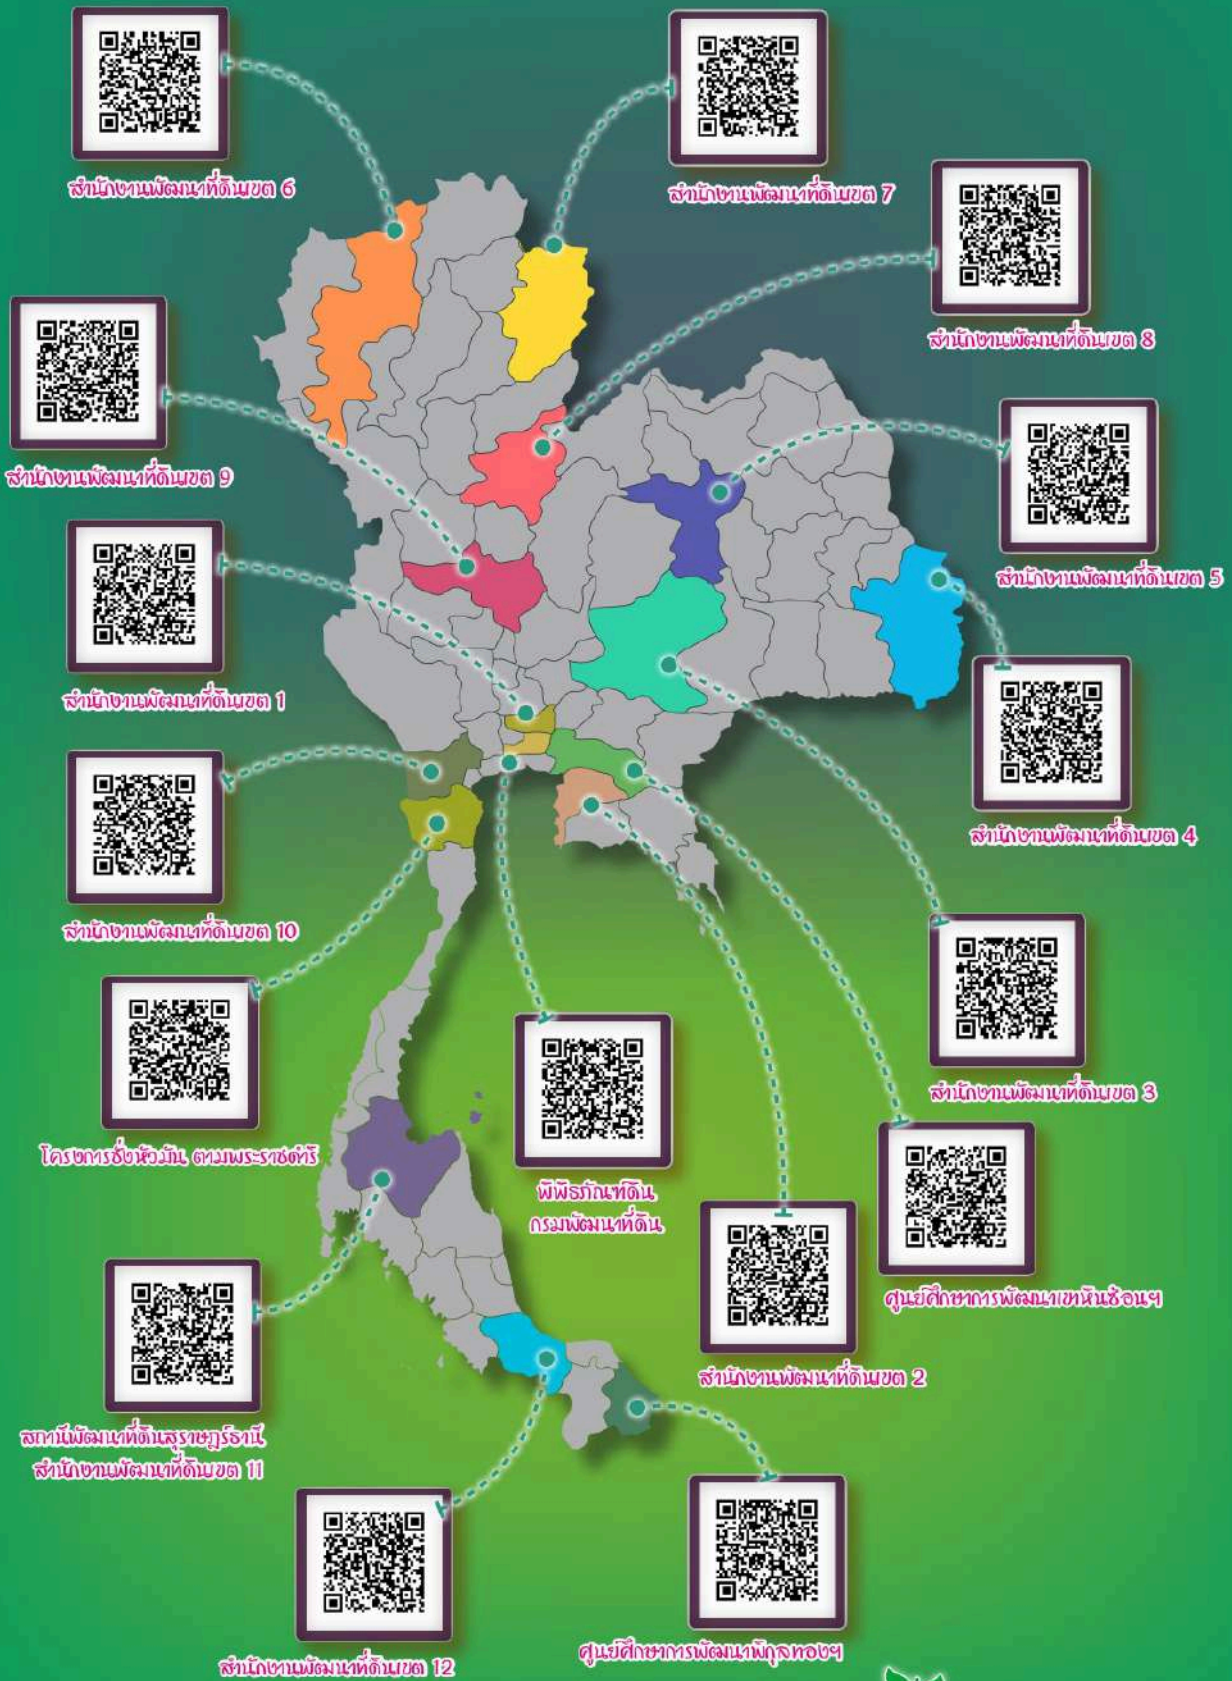 สำนักงานพัฒนาที่ดินเขต 6
สำนักงานพัฒนาที่ดินเขต 7
สำนักงานพัฒนาที่ดินเขต 8
สำนักงานพัฒนาที่ดินเขต 9
สำนักงานพัฒนาที่ดินเขต 5
สำนักงานพัฒนาที่ดินเขต 1
สำนักงานพัฒนาที่ดินเขต 4
สำนักงานพัฒนาที่ดินเขต 10
สำนักงานพัฒนาที่ดินเขต 3
โครงการชั่งหัวมัน ตามพระราชดำริ
พิพิธภัณฑ์ดิน
กรมพัฒนาที่ดิน
ศูนย์ศึกษาการพัฒนาเขาหินซ้อนฯ
สำนักงานพัฒนาที่ดินเขต 2
สถานีพัฒนาที่ดินสุราษฎร์ธานี
สำนักงานพัฒนาที่ดินเขต 11
ศูนย์ศึกษาการพัฒนาพิกุลทองฯ
สำนักงานพัฒนาที่ดินเขต 12